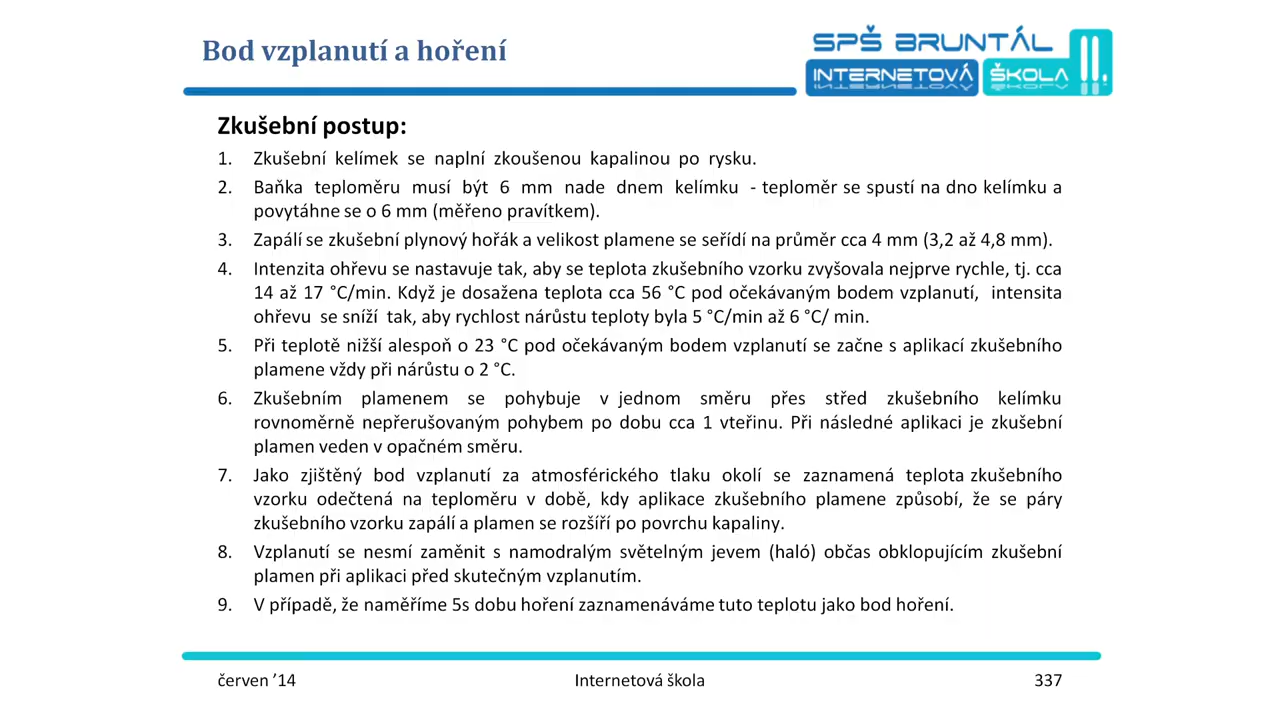 Bod vzplanutí a hoření
SPŠ BRUNTÁL
INTERNETOVÁ ŠKOLA
Zkušební postup:
1. Zkušební kelímek se naplní zkoušenou kapalinou po rysku.
2. Baňka teploměru musí být 6 mm nade dnem kelímku - teploměr se spustí na dno kelímku a
povytáhne se o 6 mm (měřeno pravítkem).
3. Zapálí se zkušební plynový hořák a velikost plamene se seřídí na průměr cca 4 mm (3,2 až 4,8 mm).
4. Intenzita ohřevu se nastavuje tak, aby se teplota zkušebního vzorku zvyšovala nejprve rychle, tj. cca
14 až 17 °C/min. Když je dosažena teplota cca 56 °C pod očekávaným bodem vzplanutí, intensita
ohřevu se sníží tak, aby rychlost nárůstu teploty byla 5 °C/min až 6 °C/ min.
5. Při teplotě nižší alespoň o 23 °C pod očekávaným bodem vzplanutí se začne s aplikací zkušebního
plamene vždy při nárůstu o 2 °C.
6. Zkušebním plamenem se pohybuje v jednom směru přes střed zkušebního kelímku
rovnoměrně nepřerušovaným pohybem po dobu cca 1 vteřinu. Při následné aplikaci je zkušební
plamen veden v opačném směru.
7. Jako zjištěný bod vzplanutí za atmosférického tlaku okolí se zaznamená teplota zkušebního
vzorku odečtená na teploměru v době, kdy aplikace zkušebního plamene způsobí, že se páry
zkušebního vzorku zapálí a plamen se rozšíří po povrchu kapaliny.
8. Vzplanutí se nesmí zaměnit s namodralým světelným jevem (haló) občas obklopujícím zkušební
plamen při aplikaci před skutečným vzplanutím.
9. V případě, že naměříme 5s dobu hoření zaznamenáváme tuto teplotu jako bod hoření.
červen ’14 Internetová škola 337